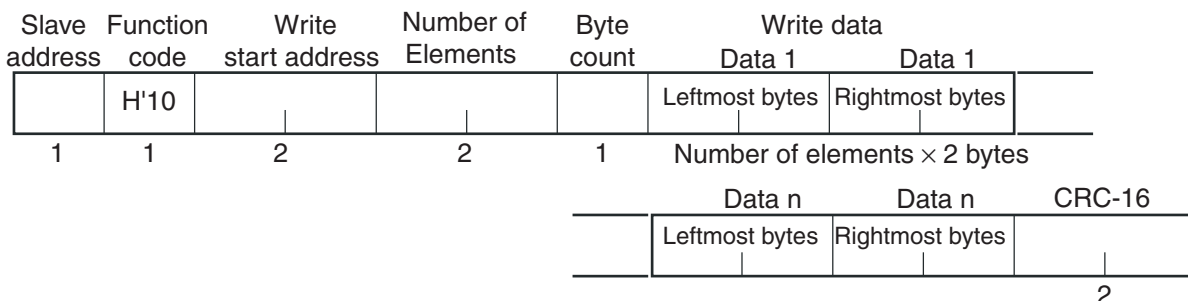 Slave Function Write Number of Byte Write data
address code start address Elements count Data 1 Data 1
H'10 Leftmost bytes Rightmost bytes
1 1 2 2 1 Number of elements × 2 bytes
Data n Data n CRC-16
Leftmost bytes Rightmost bytes
2